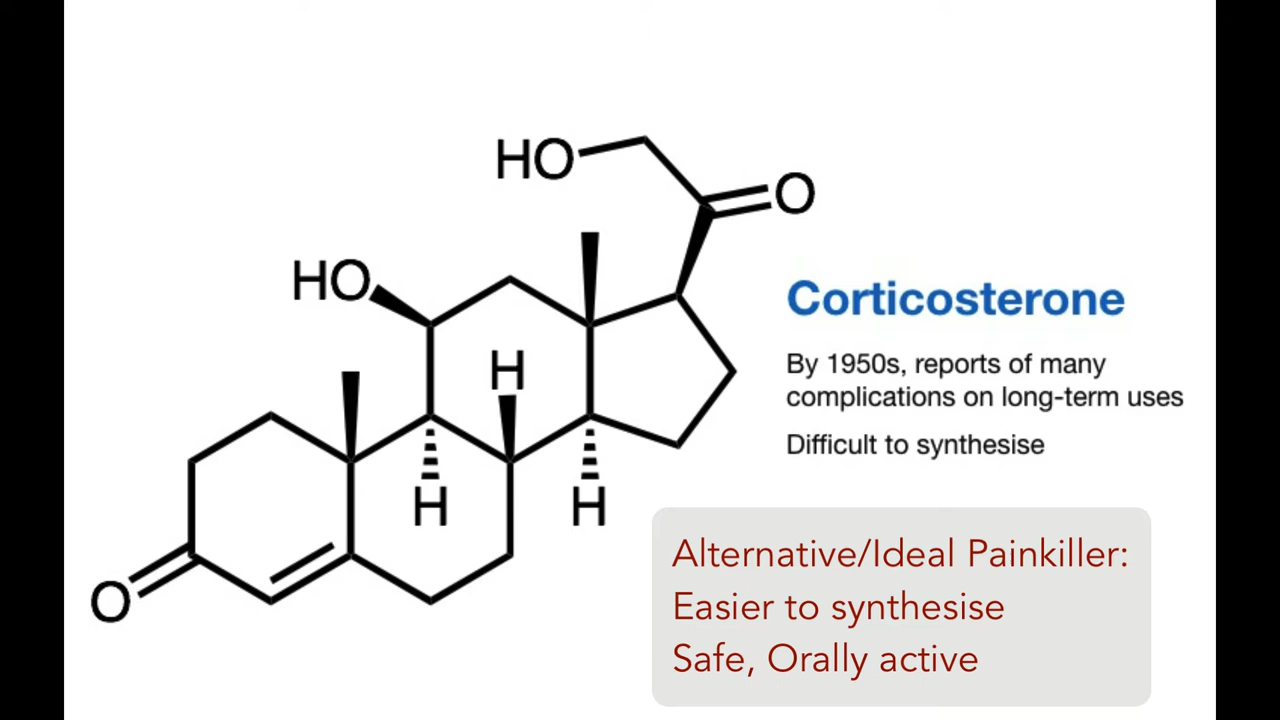 HO
O
HO
Corticosterone
H
By 1950s, reports of many
complications on long-term uses
Difficult to synthesise
H
H
Alternative/Ideal Painkiller:
Easier to synthesise
Safe, Orally active
O